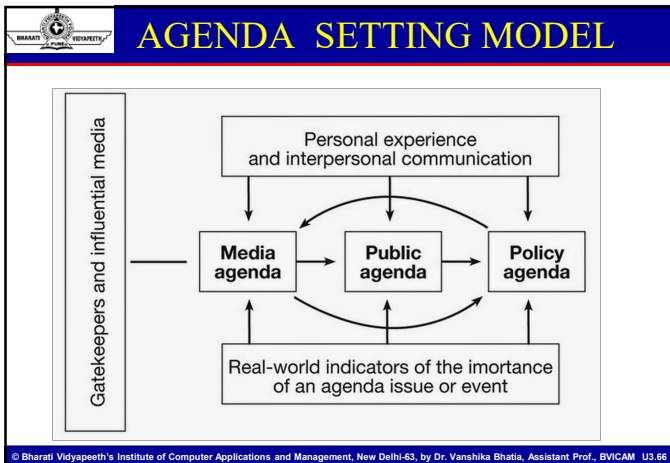 BHARATI VIDYAPEETH
PUNE
AGENDA SETTING MODEL
Gatekeepers and influential media
Personal experience
and interpersonal communication
Media
agenda
Public
agenda
Policy
agenda
Real-world indicators of the imortance
of an agenda issue or event
© Bharati Vidyapeeth's Institute of Computer Applications and Management, New Delhi-63, by Dr. Vanshika Bhatia, Assistant Prof., BVICAM U3.66